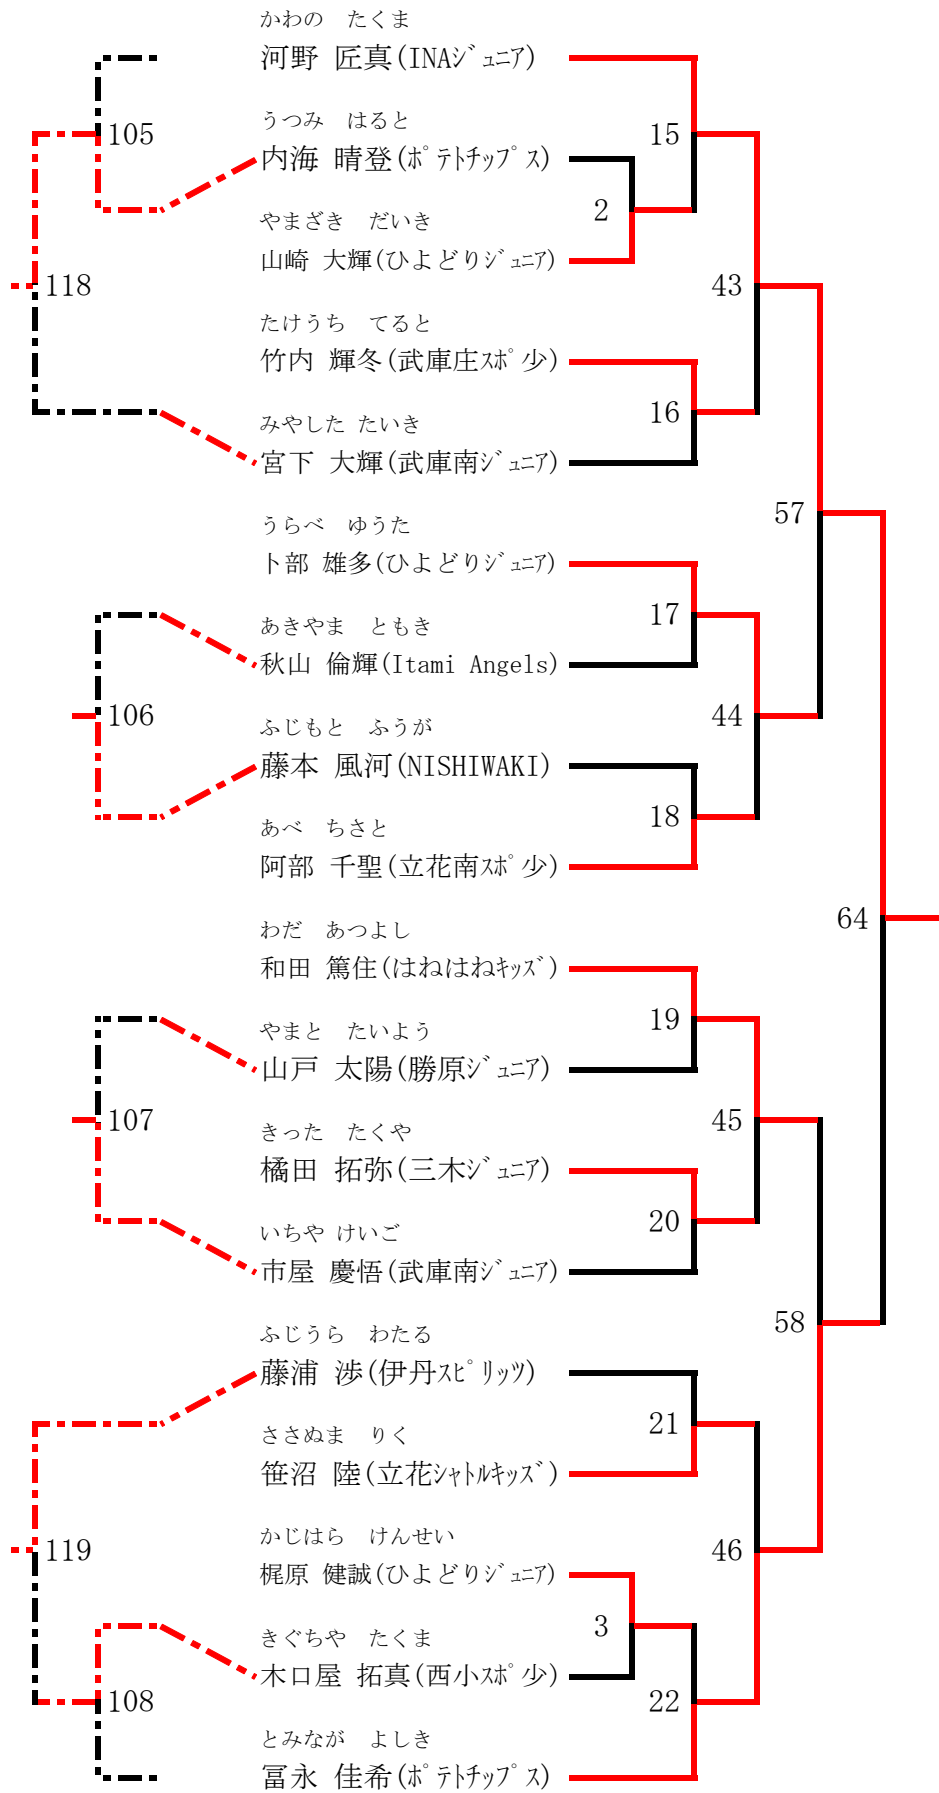 かわの　たくま
河野 匠真(INAｼﾞｭﾆｱ)
105
15
うつみ　はると
内海 晴登(ﾎﾟﾃﾄﾁｯﾌﾟｽ)
2
やまざき　だいき
山崎 大輝(ひよどりｼﾞｭﾆｱ)
118
43
たけうち　てると
竹内 輝冬(武庫庄ｽﾎﾟ少)
16
みやした たいき
宮下 大輝(武庫南ｼﾞｭﾆｱ)
57
うらべ　ゆうた
卜部 雄多(ひよどりｼﾞｭﾆｱ)
17
あきやま　ともき
秋山 倫輝(Itami Angels)
106
44
ふじもと　ふうが
藤本 風河(NISHIWAKI)
18
あべ　ちさと
阿部 千聖(立花南ｽﾎﾟ少)
64
わだ　あつよし
和田 篤住(はねはねｷｯｽﾞ)
19
やまと　たいよう
山戸 太陽(勝原ｼﾞｭﾆｱ)
107
45
きった　たくや
橘田 拓弥(三木ｼﾞｭﾆｱ)
20
いちや けいご
市屋 慶悟(武庫南ｼﾞｭﾆｱ)
58
ふじうら　わたる
藤浦 渉(伊丹ｽﾋﾟﾘｯﾂ)
21
ささぬま　りく
笹沼 陸(立花ｼｬﾄﾙｷｯｽﾞ)
119
46
かじはら　けんせい
梶原 健誠(ひよどりｼﾞｭﾆｱ)
3
きぐちや　たくま
木口屋 拓真(西小ｽﾎﾟ少)
108
22
とみなが　よしき
冨永 佳希(ﾎﾟﾃﾄﾁｯﾌﾟｽ)